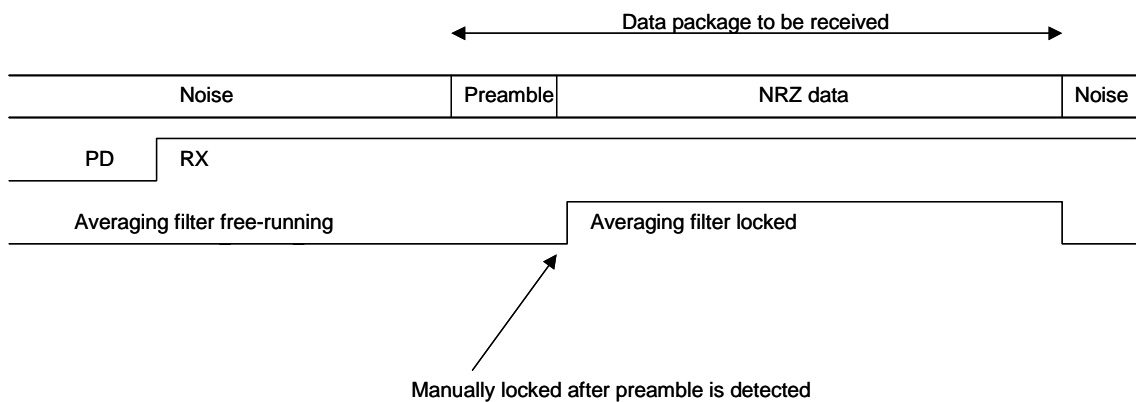 Data package to be received
Noise
Preamble
NRZ data
Noise
PD
RX
Averaging filter free-running
Averaging filter locked
Manually locked after preamble is detected